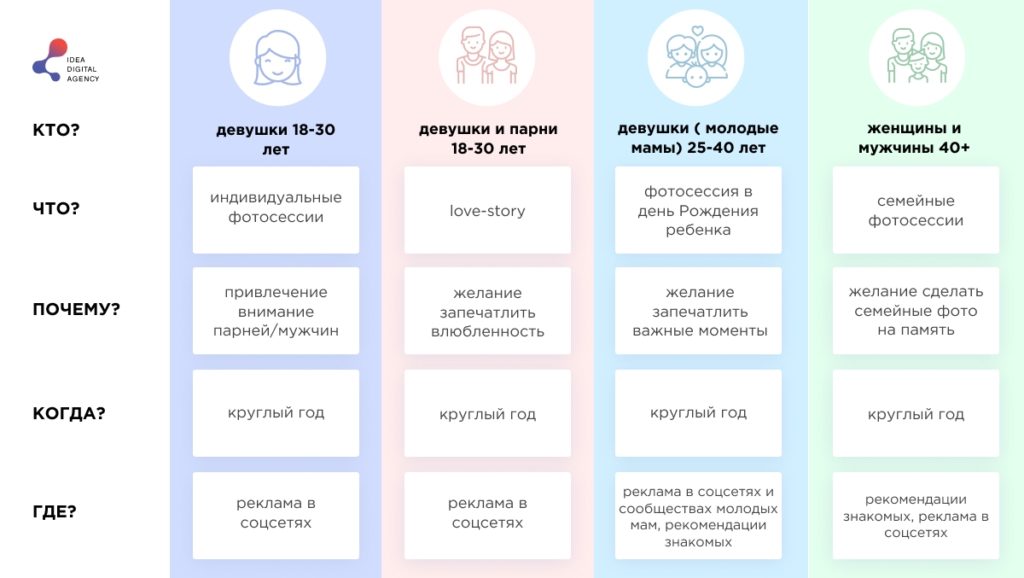 IDEA
DIGITAL
AGENCY
КТО?
девушки 18-30
лет
девушки и парни
18-30 лет
девушки ( молодые
мамы) 25-40 лет
женщины и
мужчины 40+
ЧТО?
индивидуальные
фотосессии
love-story
фотосессия в
день Рождения
ребенка
семейные
фотосессии
ПОЧЕМУ?
привлечение
внимание
парней/мужчин
желание
запечатлить
влюбленность
желание
запечатлить
важные моменты
желание сделать
семейные фото
на память
КОГДА?
круглый год
круглый год
круглый год
круглый год
ГДЕ?
реклама в
соцсетях
реклама в
соцсетях
реклама в соцсетях и
сообществах молодых
мам, рекомендации
знакомых
рекомендации
знакомых, реклама в
соцсетях